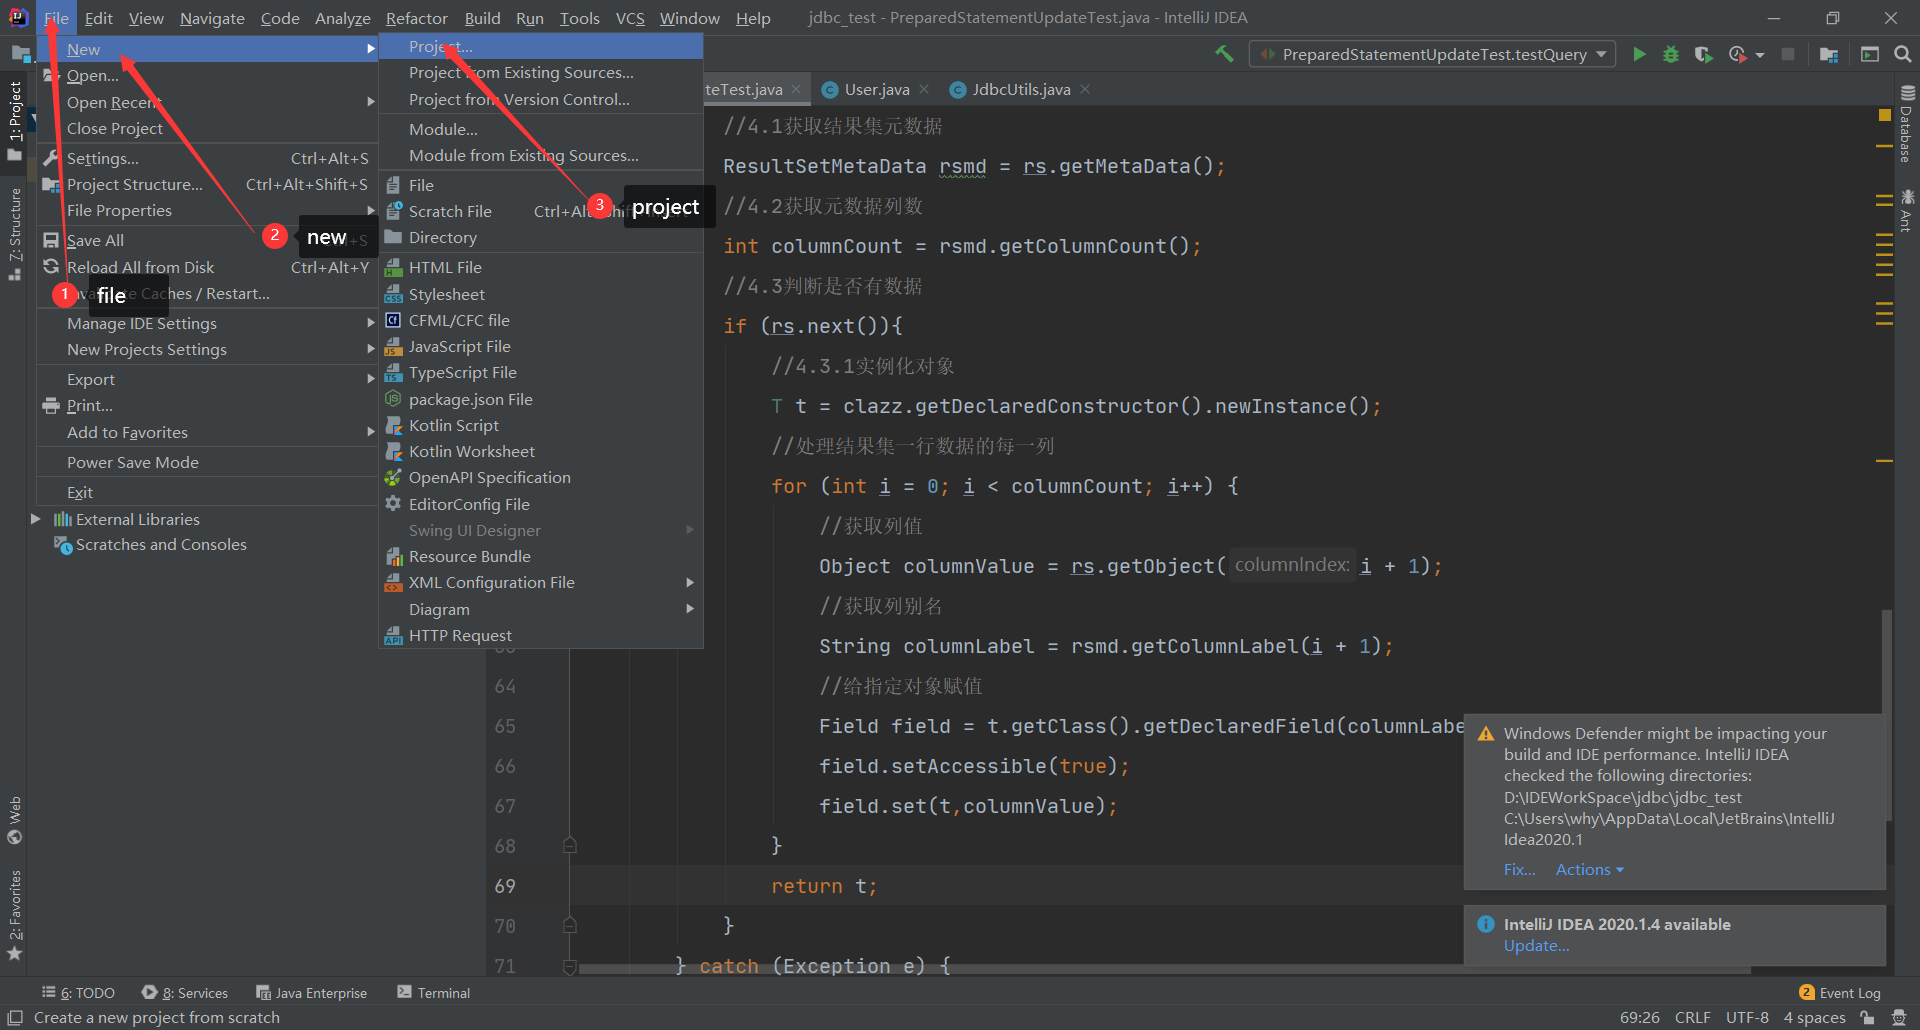 File Edit View Navigate Code Analyze Refactor Build Run Tools VCS Window Help jdbc_test - PreparedStatementUpdateTest.java - IntelliJ IDEA
PreparedStatementUpdateTest.testQuery
New
Open...
Open Recent
Close Project
Settings... Ctrl+Alt+S
Project Structure... Ctrl+Alt+Shift+S
File Properties
Save All
Reload All from Disk Ctrl+Alt+Y
Caches / Restart...
Manage IDE Settings
New Projects Settings
Export
Print...
Add to Favorites
Power Save Mode
Exit
External Libraries
Scratches and Consoles
1 file
2 new
3 project
Project...
Project from Existing Sources...
Project from Version Control...
Module...
Module from Existing Sources...
File
Scratch File
Directory
HTML File
Stylesheet
CFML/CFC file
JavaScript File
TypeScript File
package.json File
Kotlin Script
Kotlin Worksheet
OpenAPI Specification
EditorConfig File
Swing UI Designer
Resource Bundle
XML Configuration File
Diagram
HTTP Request
1: Project
7: Structure
Web
2: Favorites
teTest.java User.java JdbcUtils.java
//4.1获取结果集元数据
ResultSetMetaData rsmd = rs.getMetaData();
//4.2获取元数据列数
int columnCount = rsmd.getColumnCount();
//4.3判断是否有数据
if (rs.next()){
//4.3.1实例化对象
T t = clazz.getDeclaredConstructor().newInstance();
//处理结果集一行数据的每一列
for (int i = 0; i < columnCount; i++) {
//获取列值
Object columnValue = rs.getObject( columnIndex: i + 1);
//获取列别名
String columnLabel = rsmd.getColumnLabel(i + 1);
64 //给指定对象赋值
65 Field field = t.getClass().getDeclaredField(columnLabe
66 field.setAccessible(true);
67 field.set(t,columnValue);
68 }
69 return t;
70 }
71 } catch (Exception e) {
Database
Ant
Windows Defender might be impacting your
build and IDE performance. IntelliJ IDEA
checked the following directories:
D:\IDEWorkSpace\jdbc\jdbc_test
C:\Users\why\AppData\Local\JetBrains\IntelliJ
Idea2020.1
Fix... Actions
IntelliJ IDEA 2020.1.4 available
Update...
6: TODO 8: Services Java Enterprise Terminal 2 Event Log
Create a new project from scratch 69:26 CRLF UTF-8 4 spaces